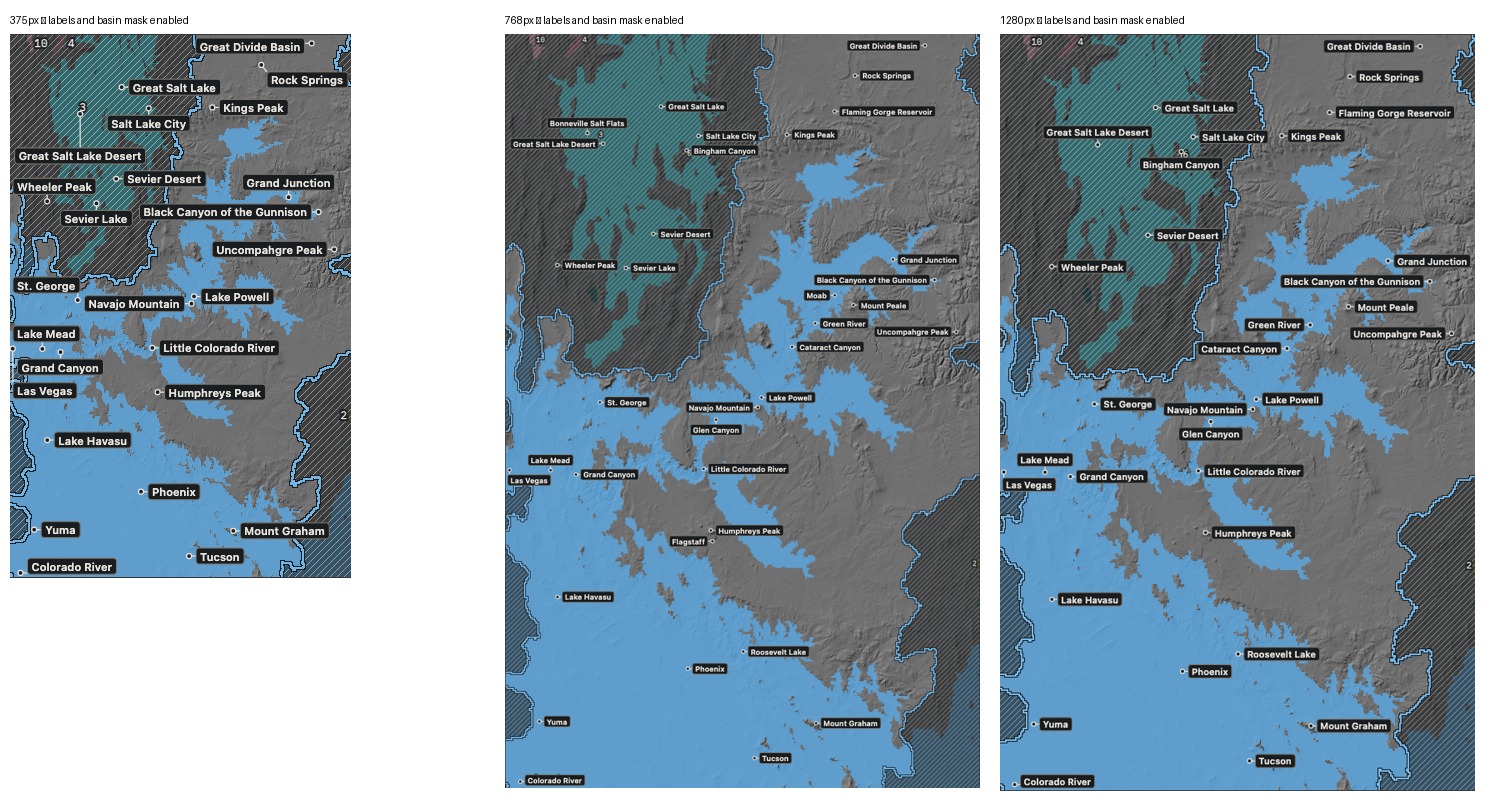 375px □ labels and basin mask enabled
10 4
Great Divide Basin
Rock Springs
Great Salt Lake
3
Kings Peak
Salt Lake City
Great Salt Lake Desert
Sevier Desert
Wheeler Peak
Grand Junction
Sevier Lake
Black Canyon of the Gunnison
Uncompahgre Peak
St. George
Navajo Mountain
Lake Powell
Lake Mead
Little Colorado River
Grand Canyon
Las Vegas
Humphreys Peak
2
Lake Havasu
Phoenix
Yuma
Mount Graham
Tucson
Colorado River
768px □ labels and basin mask enabled
10 4
Great Divide Basin
Rock Springs
Great Salt Lake
Flaming Gorge Reservoir
Bonneville Salt Flats
3
Salt Lake City
Kings Peak
Great Salt Lake Desert
Bingham Canyon
Sevier Desert
Grand Junction
Wheeler Peak
Sevier Lake
Black Canyon of the Gunnison
Moab
Mount Peale
Green River
Uncompahgre Peak
Cataract Canyon
Lake Powell
St. George
Navajo Mountain
Glen Canyon
Lake Mead
Little Colorado River
Grand Canyon
Las Vegas
Humphreys Peak
Flagstaff
2
Lake Havasu
Roosevelt Lake
Phoenix
Yuma
Mount Graham
Tucson
Colorado River
1280px □ labels and basin mask enabled
10 4
Great Divide Basin
Rock Springs
Great Salt Lake
Flaming Gorge Reservoir
Great Salt Lake Desert
Salt Lake City
Kings Peak
Bingham Canyon
Sevier Desert
Grand Junction
Wheeler Peak
Black Canyon of the Gunnison
Mount Peale
Green River
Uncompahgre Peak
Cataract Canyon
Lake Powell
St. George
Navajo Mountain
Glen Canyon
Lake Mead
Little Colorado River
Grand Canyon
Las Vegas
Humphreys Peak
2
Lake Havasu
Roosevelt Lake
Phoenix
Yuma
Mount Graham
Tucson
Colorado River